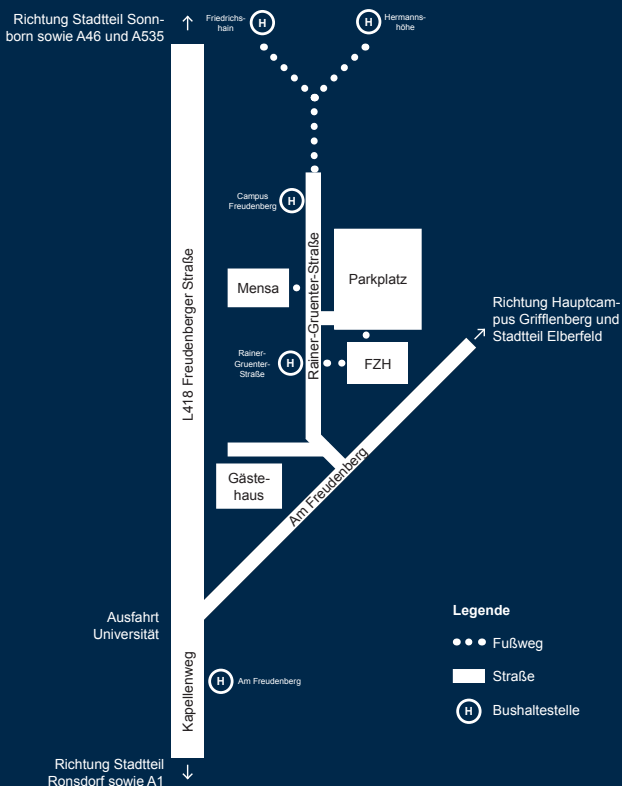 Richtung Stadtteil Sonn-
born sowie A46 und A535
Friedrichs-
hain
H
H
Hermanns-
höhe
Campus
Freudenberg
H
L418 Freudenberger Straße
Rainer-Gruenter-Straße
Parkplatz
Mensa
Richtung Hauptcam-
pus Grifflenberg und
Stadtteil Elberfeld
Rainer-
Gruenter-
Straße
H
FZH
Gäste-
haus
Am Freudenberg
Ausfahrt
Universität
Kapellenweg
H
Am Freudenberg
Richtung Stadtteil
Ronsdorf sowie A1
Legende
Fußweg
Straße
H
Bushaltestelle